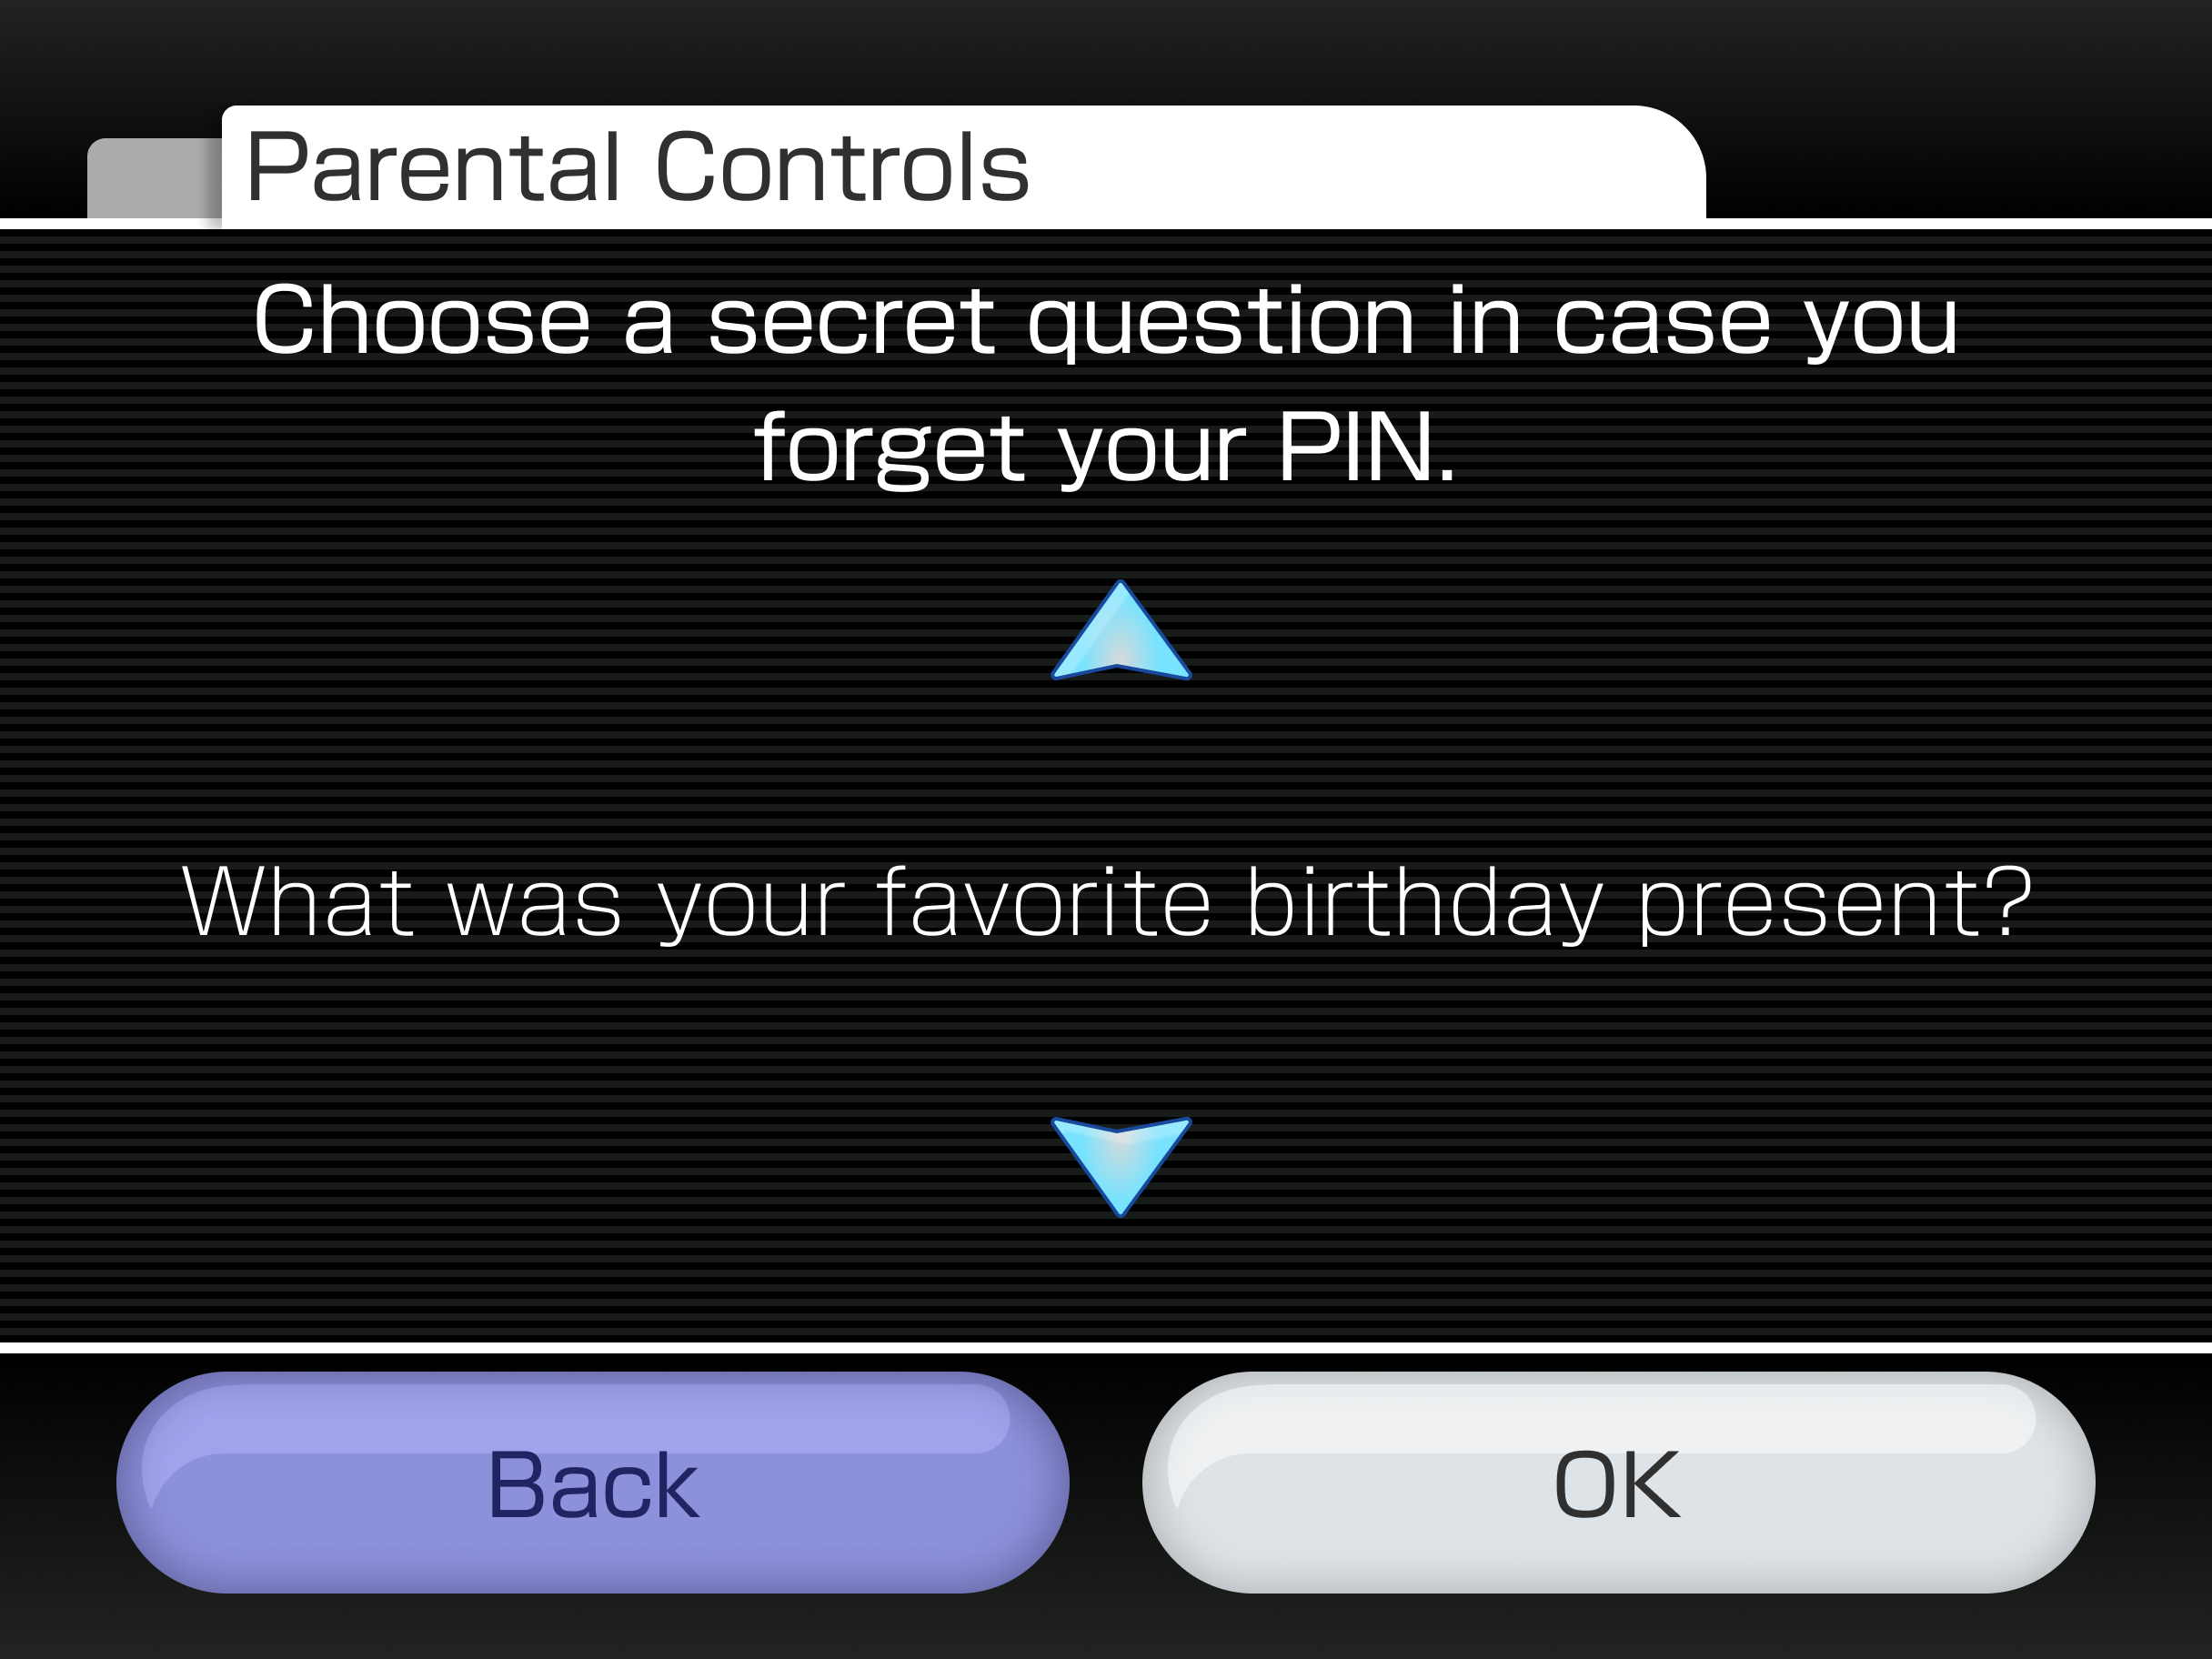 Parental Controls
Choose a secret question in case you
forget your PIN.
What was your favorite birthday present?
Back
OK